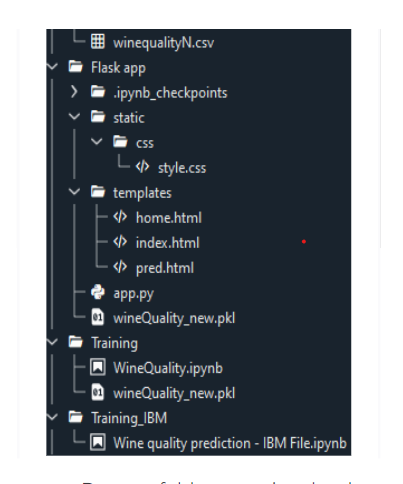 winequalityN.csv
Flask app
.ipynb_checkpoints
static
css
style.css
templates
home.html
index.html
pred.html
app.py
wineQuality_new.pkl
Training
WineQuality.ipynb
wineQuality_new.pkl
Training_IBM
Wine quality prediction - IBM File.ipynb